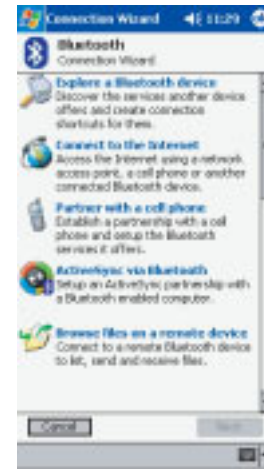 Connection Wizard 11:29
Bluetooth
Connection Wizard
Explore a Bluetooth device
Discover the services another device
offers and create connection
shortcuts for them.
Connect to the Internet
Access the Internet using a network
access point, a cell phone or another
connected Bluetooth device.
Partner with a cell phone
Establish a partnership with a cell
phone and setup the Bluetooth
services it offers.
ActiveSync via Bluetooth
Setup an ActiveSync partnership with
a Bluetooth enabled computer.
Browse files on a remote device
Connect to a remote Bluetooth device
to list, send and receive files.
Cancel Next